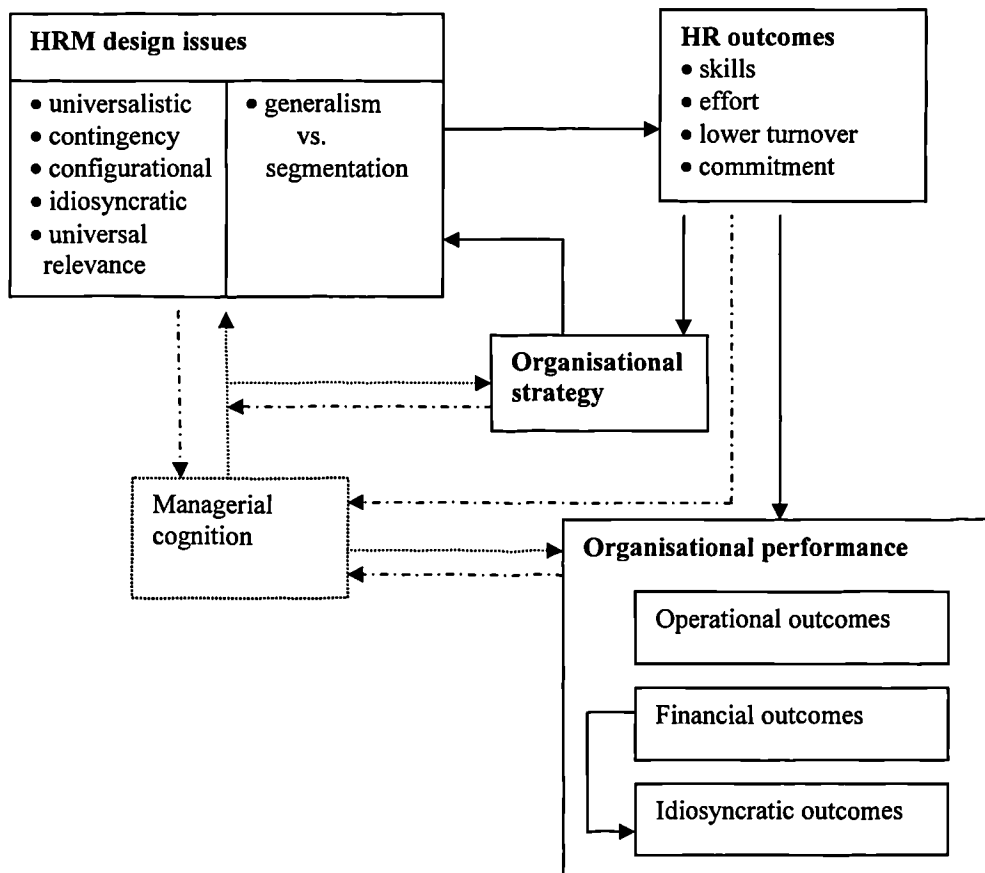 HRM design issues
• universalistic
• contingency
• configurational
• idiosyncratic
• universal
relevance
• generalism
vs.
segmentation
HR outcomes
• skills
• effort
• lower turnover
• commitment
Organisational
strategy
Managerial
cognition
Organisational performance
Operational outcomes
Financial outcomes
Idiosyncratic outcomes